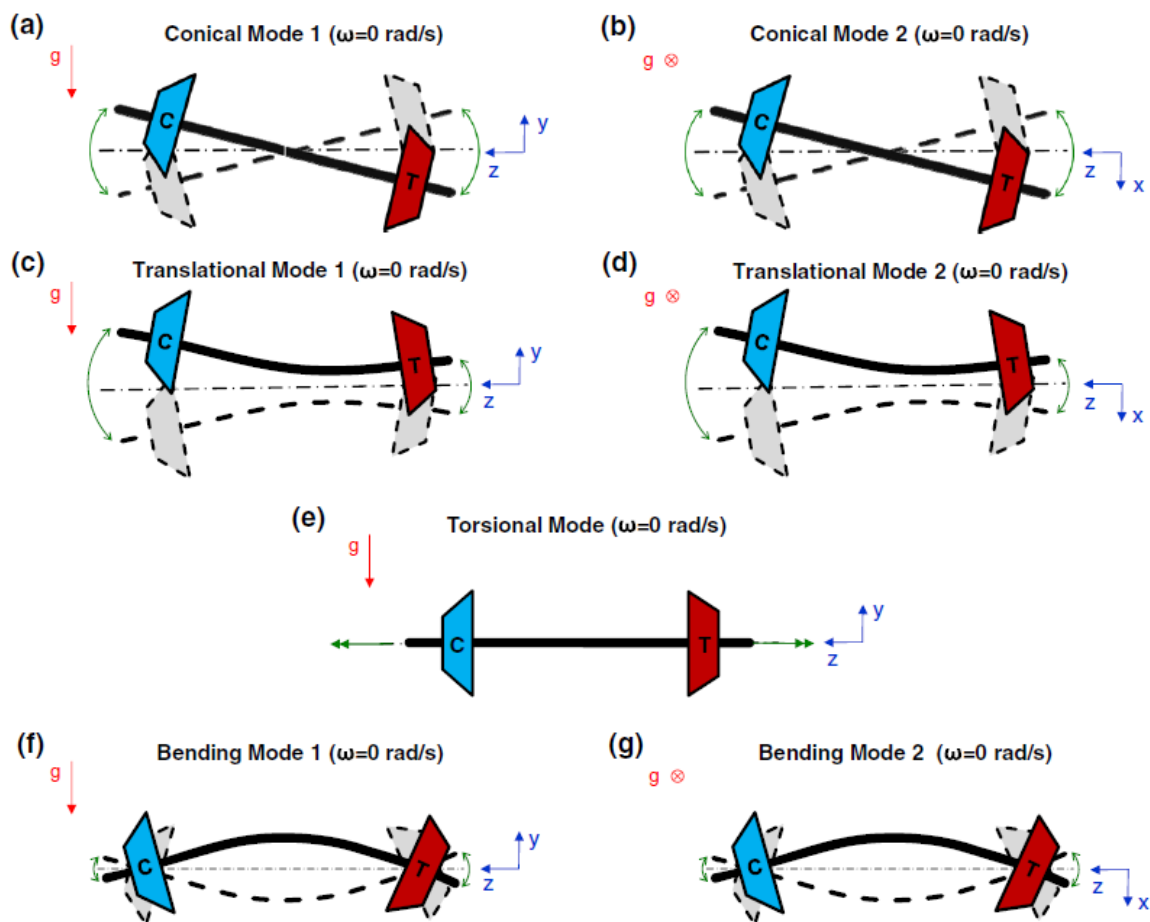 (a)
Conical Mode 1 (ω=0 rad/s)
g
C
T
y
z
(b)
Conical Mode 2 (ω=0 rad/s)
g ⊗
C
T
z
x
(c)
Translational Mode 1 (ω=0 rad/s)
g
C
T
y
z
(d)
Translational Mode 2 (ω=0 rad/s)
g ⊗
C
T
z
x
(e)
Torsional Mode (ω=0 rad/s)
g
C
T
y
z
(f)
Bending Mode 1 (ω=0 rad/s)
g
C
T
y
z
(g)
Bending Mode 2 (ω=0 rad/s)
g ⊗
C
T
z
x